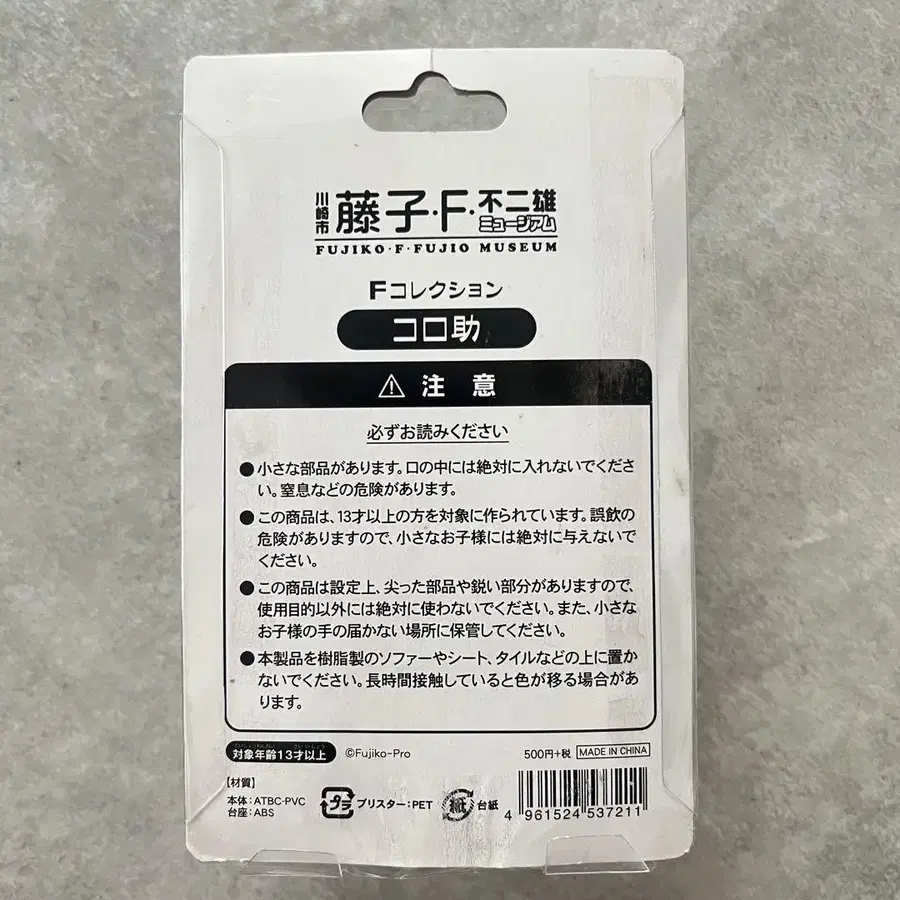 川崎市 藤子・F・不二雄 ミュージアム
FUJIKO・F・FUJIO MUSEUM
Fコレクション
コロ助
⚠ 注 意
必ずお読みください
●小さな部品があります。口の中には絶対に入れないでくださ
い。窒息などの危険があります。
●この商品は、13才以上の方を対象に作られています。誤飲の
危険がありますので、小さなお子様には絶対に与えないで
ください。
●この商品は設定上、尖った部品や鋭い部分がありますので、
使用目的以外には絶対に使わないでください。また、小さな
お子様の手の届かない場所に保管してください。
●本製品を樹脂製のソファーやシート、タイルなどの上に置か
ないでください。長時間接触していると色が移る場合があ
ります。
対象年齢13才以上 ©Fujiko-Pro 500円+税 MADE IN CHINA
【材質】
本体:ATBC-PVC
台座:ABS
プラ ブリスター:PET 紙 台紙
4 961524 537211